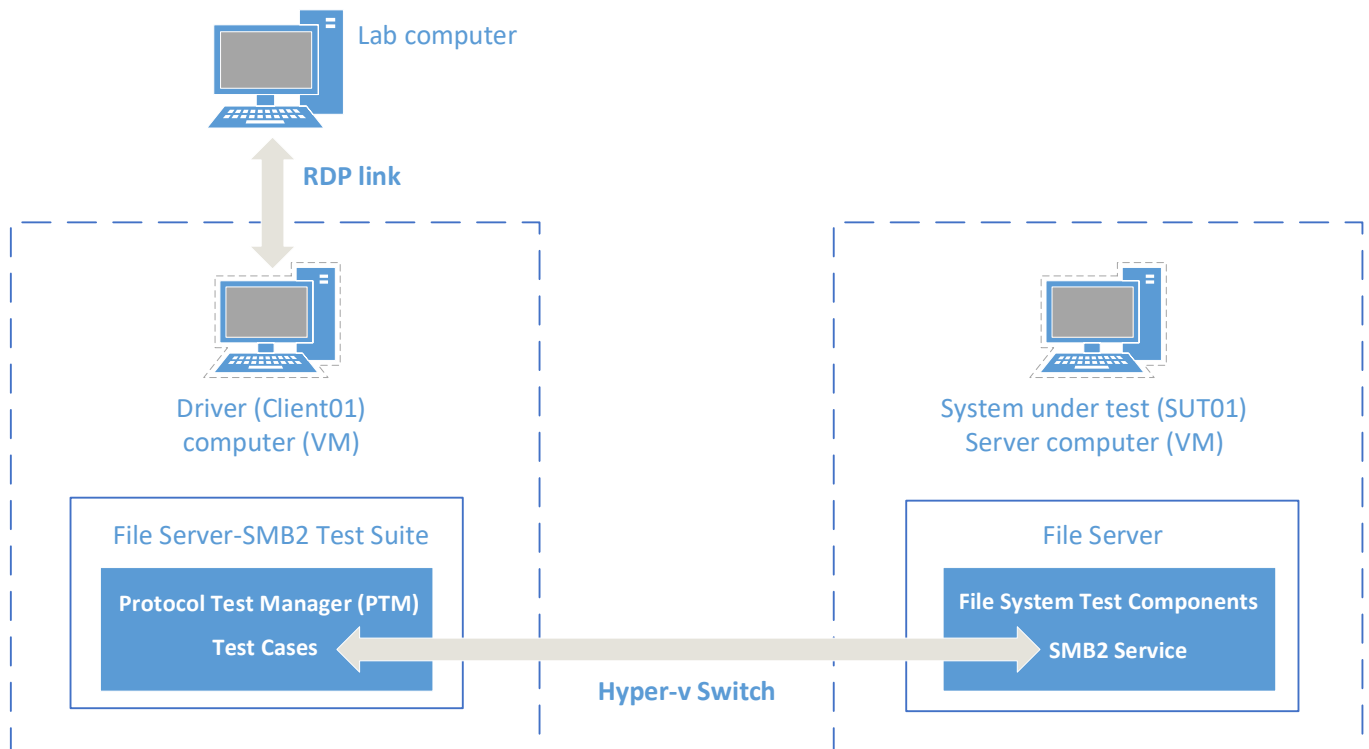 Lab computer
RDP link
Driver (Client01)
computer (VM)
System under test (SUT01)
Server computer (VM)
File Server-SMB2 Test Suite
Protocol Test Manager (PTM)
Test Cases
File Server
File System Test Components
SMB2 Service
Hyper-v Switch